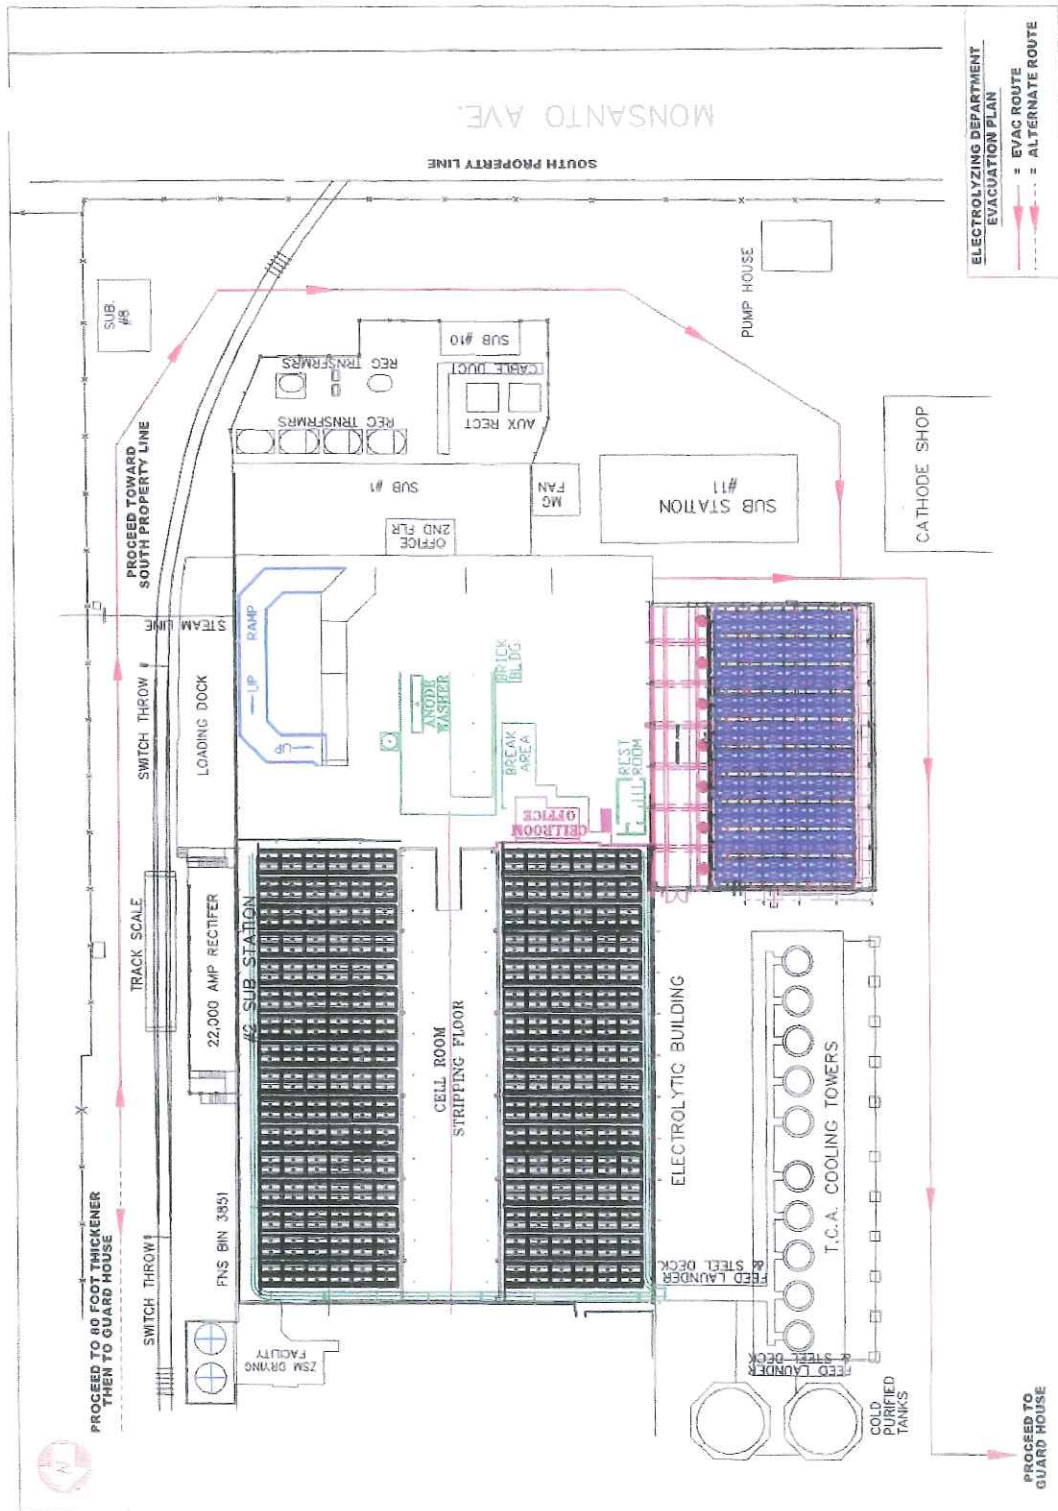 MONSANTO AVE.
SOUTH PROPERTY LINE
ELECTROLYZING DEPARTMENT
EVACUATION PLAN
= EVAC ROUTE
= ALTERNATE ROUTE
SUB.
#8
PUMP HOUSE
PROCEED TOWARD
SOUTH PROPERTY LINE
REC TRNSFRMRS
REC TRNSFRMRS
SUB #10
CABLE DUCT
AUX RECT
SUB #1
MG
FAN
SUB STATION
#11
CATHODE SHOP
OFFICE
2ND FLR
STEAM LINE
SWITCH THROW
LOADING DOCK
UP
RAMP
UP
ANODE
WASHER
BRICK
BLDG
BREAK
AREA
REST
ROOM
CELLROOM
OFFICE
TRACK SCALE
22,000 AMP RECTIFER
#2 SUB STATION
CELL ROOM
STRIPPING FLOOR
ELECTROLYTIC BUILDING
T.C.A. COOLING TOWERS
PROCEED TO 80 FOOT THICKENER
THEN TO GUARD HOUSE
SWITCH THROW
FNS BIN 3851
ZSM DRYING
FACILITY
FEED LAUNDER
& STEEL DECK
FEED LAUNDER
& STEEL DECK
COLD
PURIFIED
TANKS
PROCEED TO
GUARD HOUSE
N